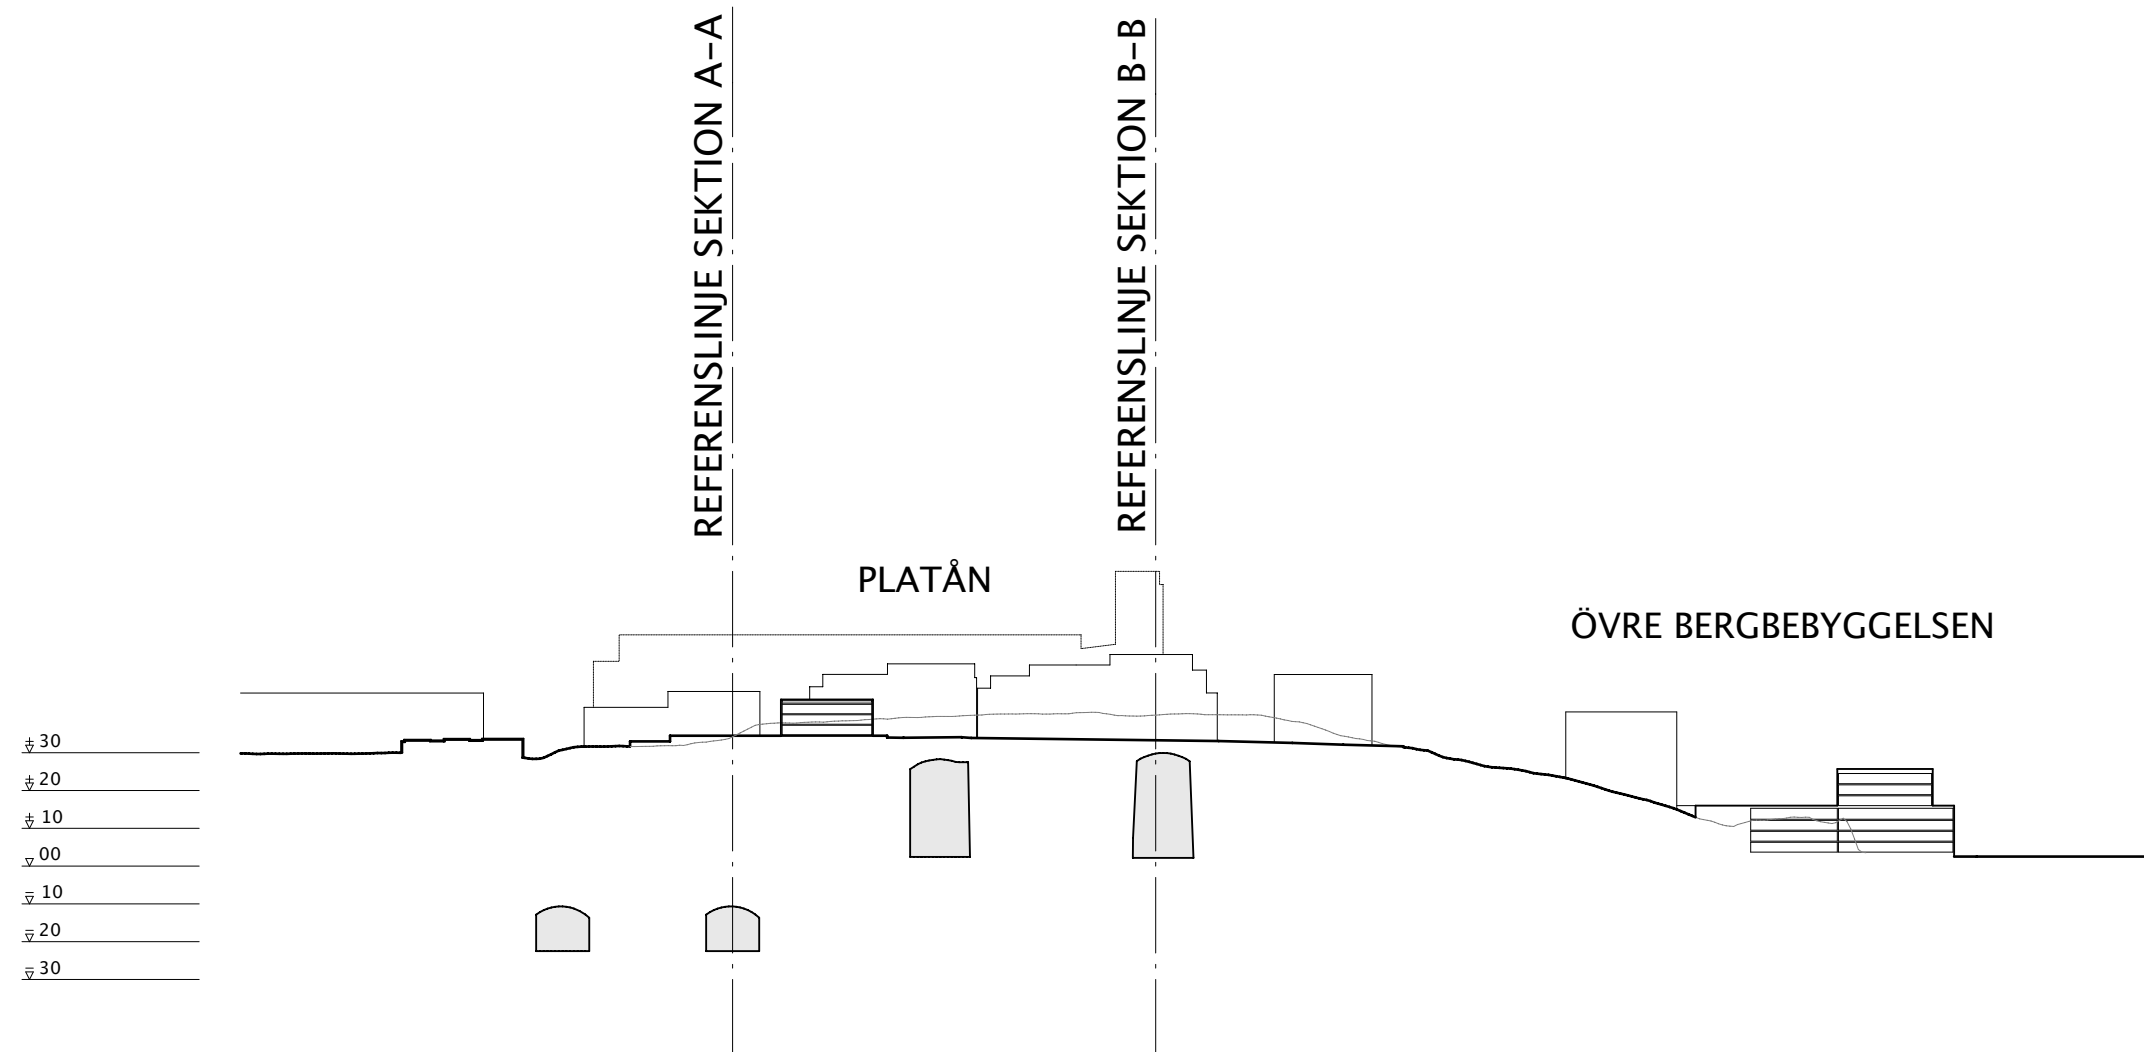 REFERENSLINJE SEKTION A-A
REFERENSLINJE SEKTION B-B
PLATÅN
ÖVRE BERGBEBYGGELSEN
+ 30
+ 20
+ 10
00
- 10
- 20
- 30